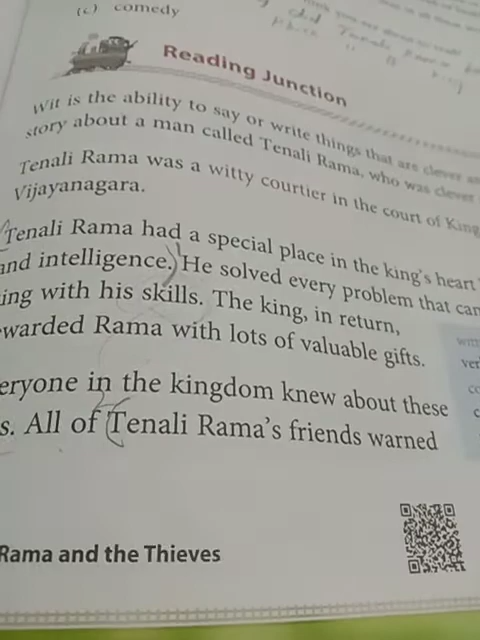 (c) comedy
Reading Junction
Wit is the ability to say or write things that are clever
story about a man called Tenali Rama, who was clever
Tenali Rama was a witty courtier in the court of King
Vijayanagara.
Tenali Rama had a special place in the king's heart
and intelligence. He solved every problem that
ing with his skills. The king, in return,
warded Rama with lots of valuable gifts.
eryone in the kingdom knew about these
s. All of Tenali Rama's friends warned
Rama and the Thieves